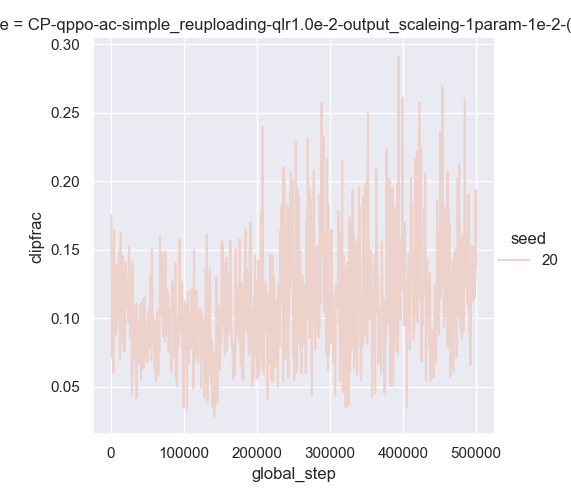 e = CP-qppo-ac-simple_reuploading-qlr1.0e-2-output_scaleing-1param-1e-2-(
0.30
0.25
0.20
0.15
0.10
0.05
clipfrac
0 100000 200000 300000 400000 500000
global_step
seed
20